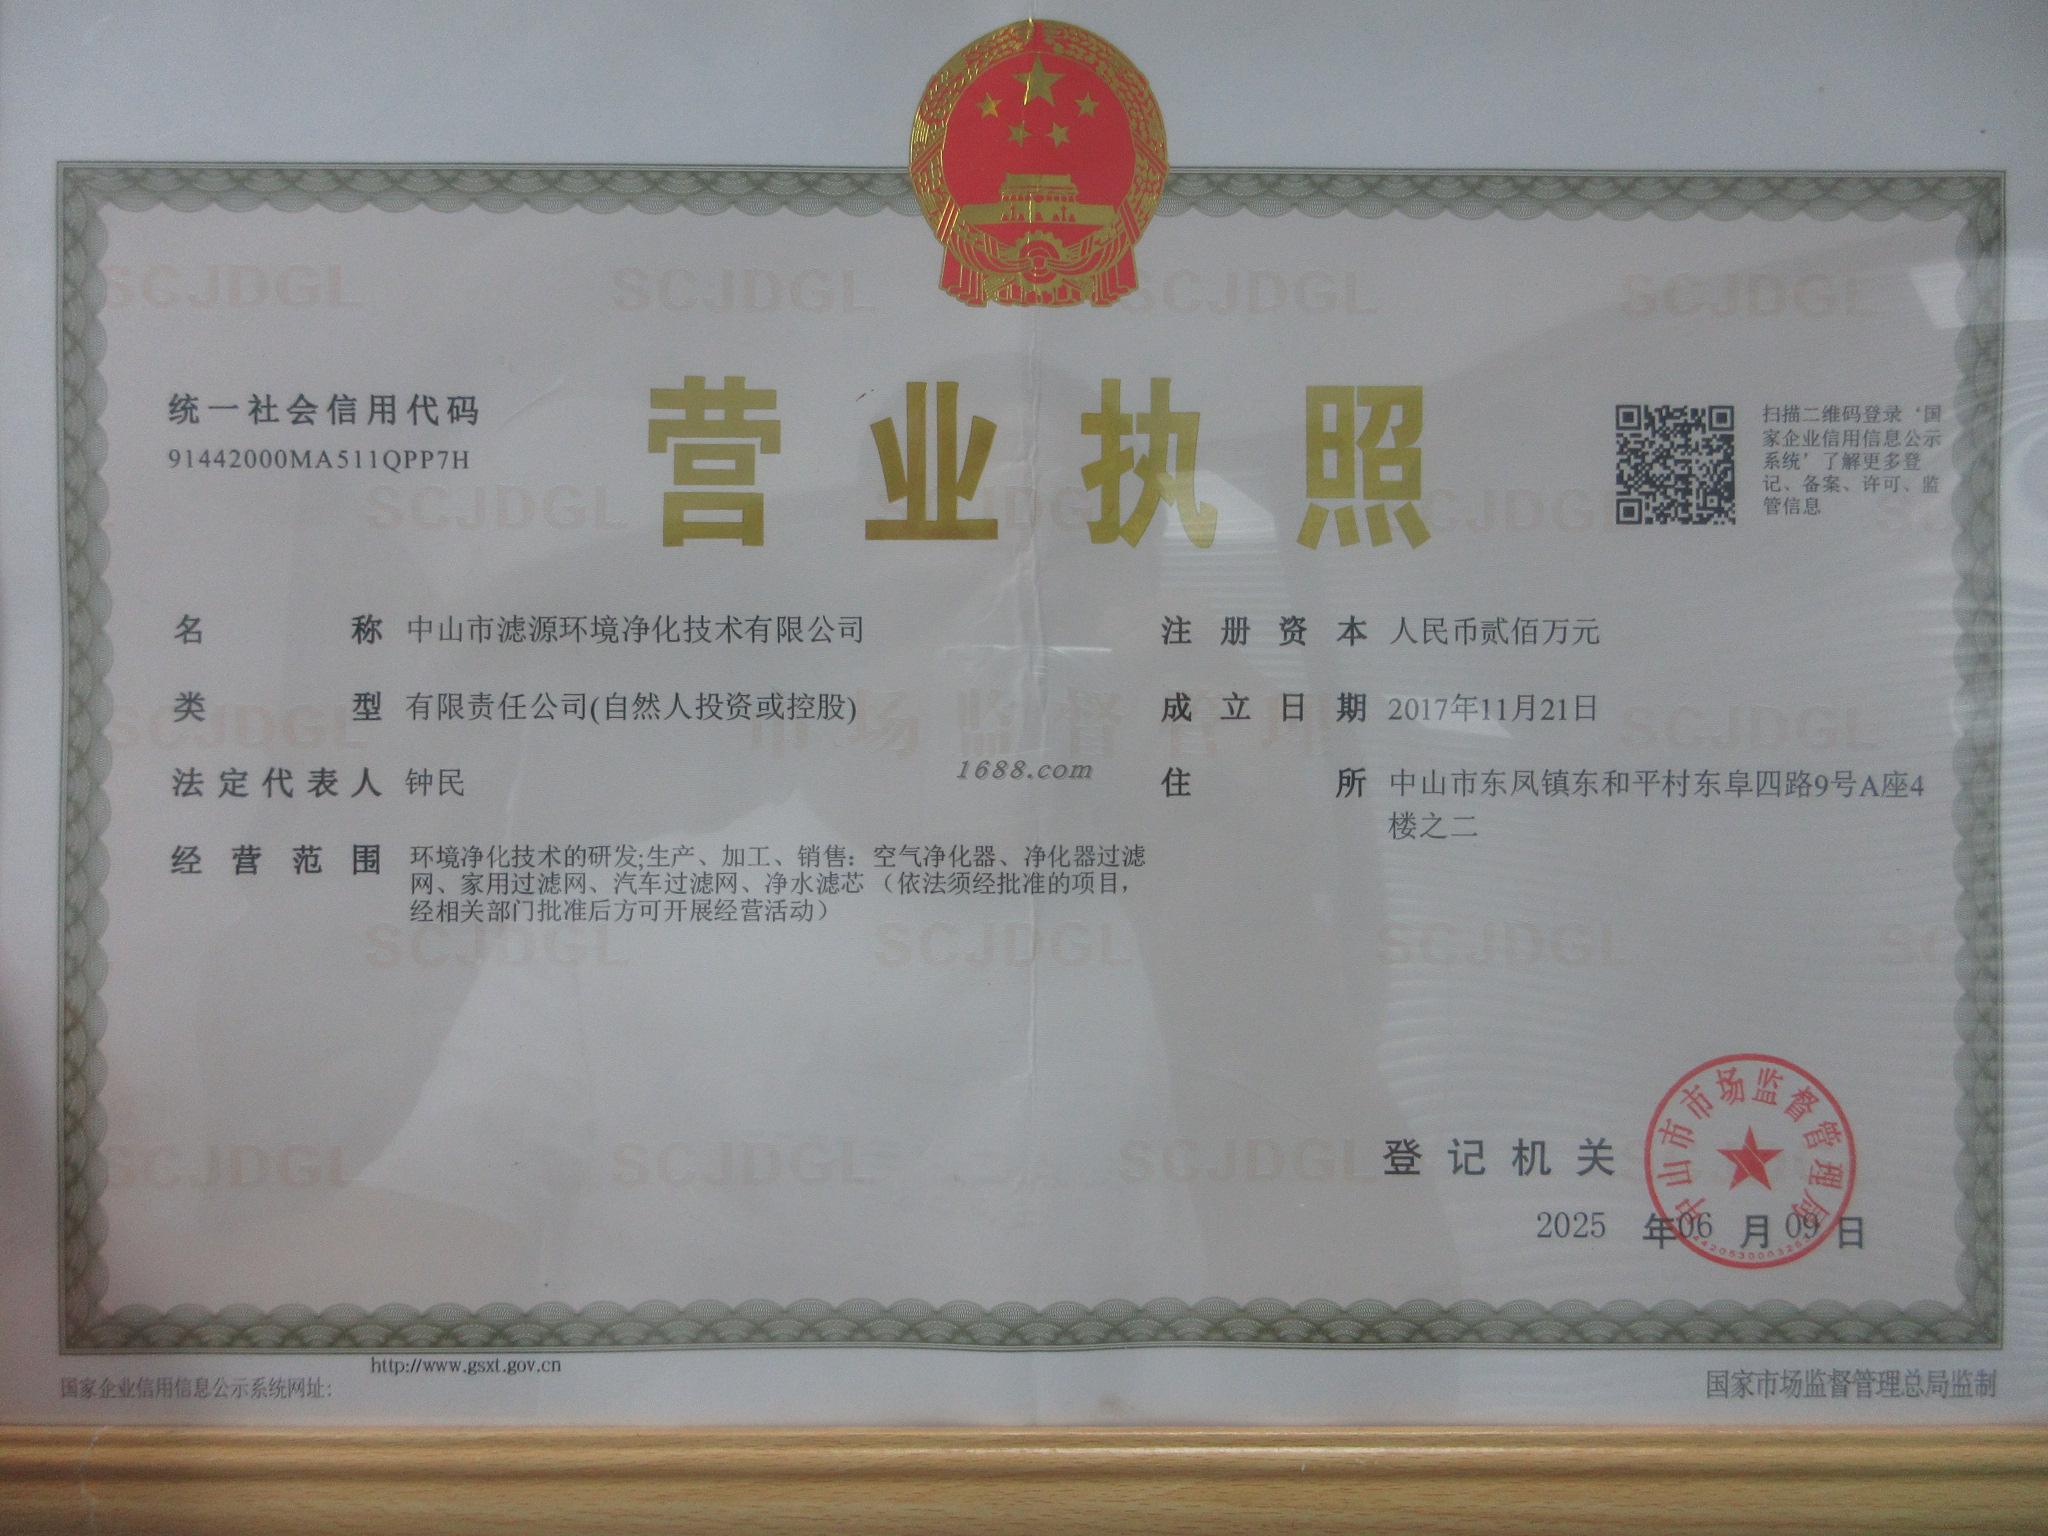 营业执照
统一社会信用代码
91442000MA511QPP7H
扫描二维码登录‘国
家企业信用信息公示
系统’了解更多登
记、备案、许可、监
管信息
名称 中山市滤源环境净化技术有限公司
类型 有限责任公司(自然人投资或控股)
法定代表人 钟民
经营范围 环境净化技术的研发;生产、加工、销售：空气净化器、净化器过滤
网、家用过滤网、汽车过滤网、净水滤芯（依法须经批准的项目，
经相关部门批准后方可开展经营活动）
注册资本 人民币贰佰万元
成立日期 2017年11月21日
住所 中山市东凤镇东和平村东阜四路9号A座4
楼之二
SCJDGL SCJDGL SCJDGL SCJDGL
市场监督管理
1688.com
登记机关
中山市市场监督管理局
2025 年06 月 09 日
http://www.gsxt.gov.cn
国家企业信用信息公示系统网址：
国家市场监督管理总局监制